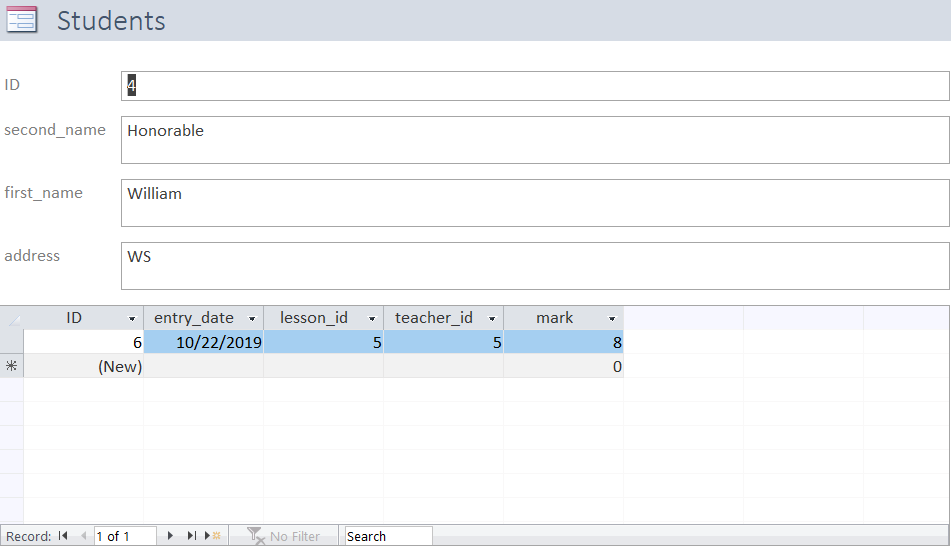 Students
ID 4
second_name Honorable
first_name William
address WS
ID entry_date lesson_id teacher_id mark
6 10/22/2019 5 5 8
(New) 0
Record: 1 of 1 No Filter Search